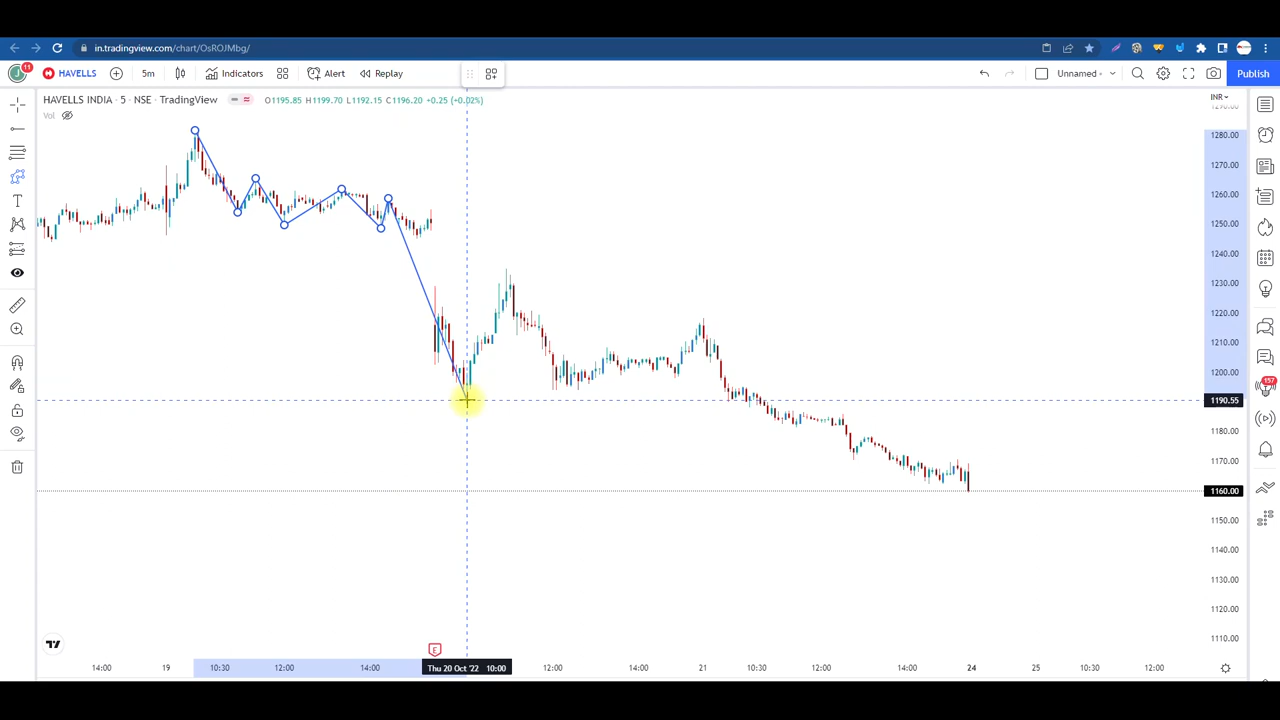 in.tradingview.com/chart/OsROJMbg/
11
HAVELLS
5m
Indicators
Alert
Replay
Unnamed
Publish
HAVELLS INDIA · 5 · NSE · TradingView
O1195.85 H1199.70 L1192.15 C1196.20 +0.25 (+0.02%)
INR
Vol
1280.00
1270.00
1260.00
1250.00
1240.00
1230.00
1220.00
1210.00
1200.00
1190.55
1180.00
1170.00
1160.00
1150.00
1140.00
1130.00
1120.00
1110.00
157
E
14:00
19
10:30
12:00
14:00
Thu 20 Oct '22 10:00
12:00
14:00
21
10:30
12:00
14:00
24
25
10:30
12:00